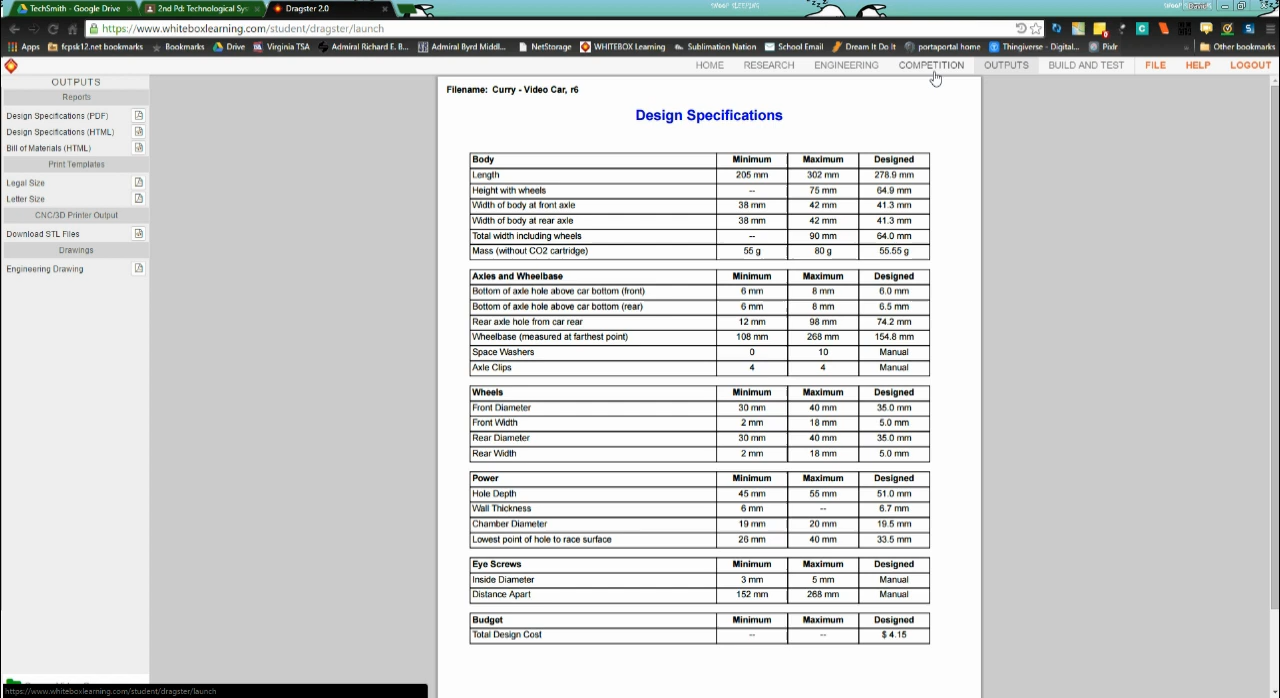 TechSmith - Google Drive
2nd Pd: Technological Sy
Dragster 2.0
https://www.whiteboxlearning.com/student/dragster/launch
Apps
fcpsk12.net bookmarks
Bookmarks
Drive
Virginia TSA
Admiral Richard E. B...
Admiral Byrd Middl...
NetStorage
WHITEBOX Learning
Sublimation Nation
School Email
Dream It Do It
portaportal home
Thingiverse - Digital...
Pixlr
Other bookmarks
HOME RESEARCH ENGINEERING COMPETITION OUTPUTS BUILD AND TEST FILE HELP LOGOUT
OUTPUTS
Reports
Design Specifications (PDF)
Design Specifications (HTML)
Bill of Materials (HTML)
Print Templates
Legal Size
Letter Size
CNC/3D Printer Output
Download STL Files
Drawings
Engineering Drawing
Filename: Curry - Video Car, r6
Design Specifications
Body Minimum Maximum Designed
Length 205 mm 302 mm 278.9 mm
Height with wheels -- 75 mm 64.9 mm
Width of body at front axle 38 mm 42 mm 41.3 mm
Width of body at rear axle 38 mm 42 mm 41.3 mm
Total width including wheels -- 90 mm 64.0 mm
Mass (without CO2 cartridge) 55 g 80 g 55.55 g
Axles and Wheelbase Minimum Maximum Designed
Bottom of axle hole above car bottom (front) 6 mm 8 mm 6.0 mm
Bottom of axle hole above car bottom (rear) 6 mm 8 mm 6.5 mm
Rear axle hole from car rear 12 mm 98 mm 74.2 mm
Wheelbase (measured at farthest point) 108 mm 268 mm 154.8 mm
Space Washers 0 10 Manual
Axle Clips 4 4 Manual
Wheels Minimum Maximum Designed
Front Diameter 30 mm 40 mm 35.0 mm
Front Width 2 mm 18 mm 5.0 mm
Rear Diameter 30 mm 40 mm 35.0 mm
Rear Width 2 mm 18 mm 5.0 mm
Power Minimum Maximum Designed
Hole Depth 45 mm 55 mm 51.0 mm
Wall Thickness 6 mm -- 6.7 mm
Chamber Diameter 19 mm 20 mm 19.5 mm
Lowest point of hole to race surface 26 mm 40 mm 33.5 mm
Eye Screws Minimum Maximum Designed
Inside Diameter 3 mm 5 mm Manual
Distance Apart 152 mm 268 mm Manual
Budget Minimum Maximum Designed
Total Design Cost -- -- $ 4.15
https://www.whiteboxlearning.com/student/dragster/launch